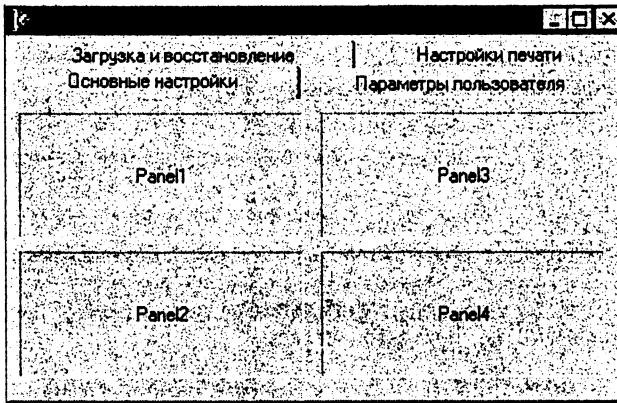 Загрузка и восстановление Настройки печати
Основные настройки Параметры пользователя
Panel1 Panel3
Panel2 Panel4